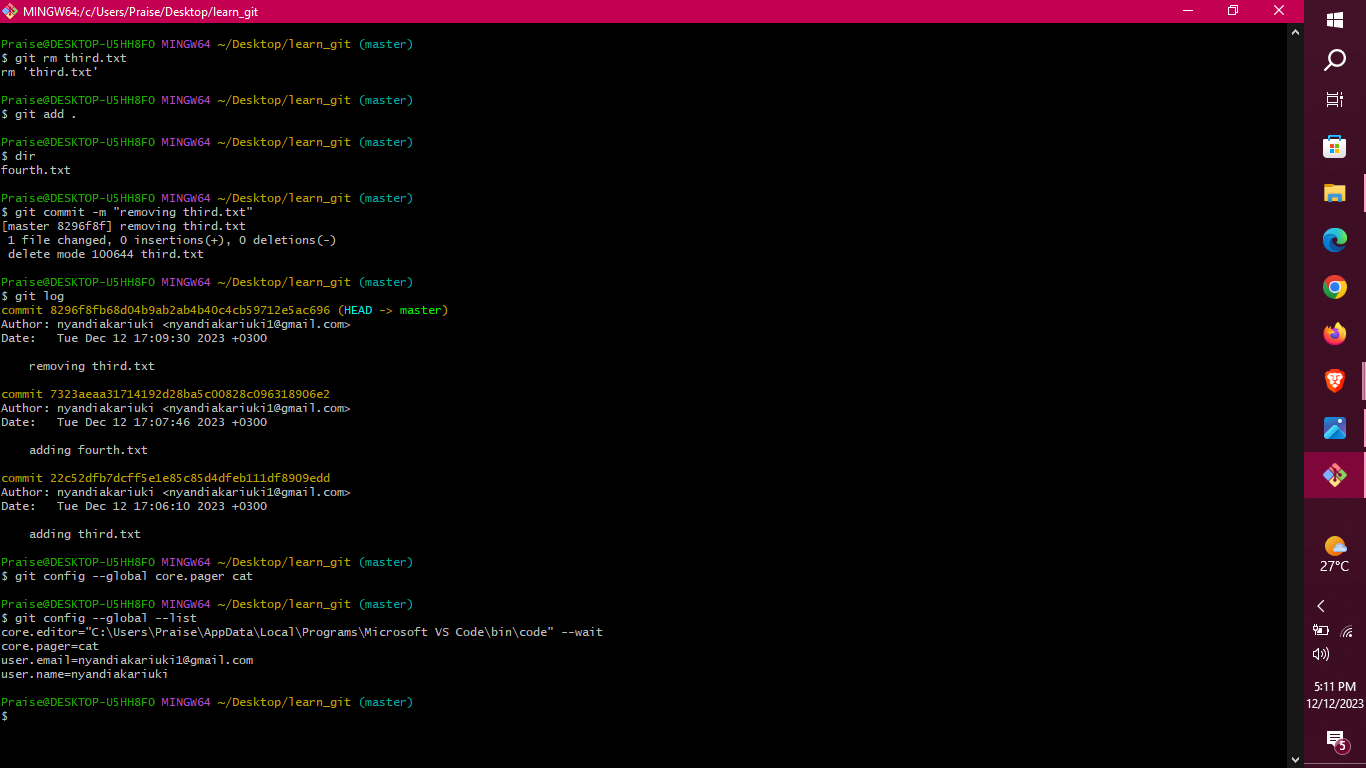 MINGW64:/c/Users/Praise/Desktop/learn_git
Praise@DESKTOP-U5HH8FO MINGW64 ~/Desktop/learn_git (master)
$ git rm third.txt
rm 'third.txt'
Praise@DESKTOP-U5HH8FO MINGW64 ~/Desktop/learn_git (master)
$ git add .
Praise@DESKTOP-U5HH8FO MINGW64 ~/Desktop/learn_git (master)
$ dir
fourth.txt
Praise@DESKTOP-U5HH8FO MINGW64 ~/Desktop/learn_git (master)
$ git commit -m "removing third.txt"
[master 8296f8f] removing third.txt
1 file changed, 0 insertions(+), 0 deletions(-)
delete mode 100644 third.txt
Praise@DESKTOP-U5HH8FO MINGW64 ~/Desktop/learn_git (master)
$ git log
commit 8296f8fb68d04b9ab2ab4b40c4cb59712e5ac696 (HEAD -> master)
Author: nyandiakariuki <nyandiakariuki1@gmail.com>
Date:   Tue Dec 12 17:09:30 2023 +0300
removing third.txt
commit 7323aeaa31714192d28ba5c00828c096318906e2
Author: nyandiakariuki <nyandiakariuki1@gmail.com>
Date:   Tue Dec 12 17:07:46 2023 +0300
adding fourth.txt
commit 22c52dfb7dcff5e1e85c85d4dfeb111df8909edd
Author: nyandiakariuki <nyandiakariuki1@gmail.com>
Date:   Tue Dec 12 17:06:10 2023 +0300
adding third.txt
Praise@DESKTOP-U5HH8FO MINGW64 ~/Desktop/learn_git (master)
$ git config --global core.pager cat
Praise@DESKTOP-U5HH8FO MINGW64 ~/Desktop/learn_git (master)
$ git config --global --list
core.editor="C:\Users\Praise\AppData\Local\Programs\Microsoft VS Code\bin\code" --wait
core.pager=cat
user.email=nyandiakariuki1@gmail.com
user.name=nyandiakariuki
Praise@DESKTOP-U5HH8FO MINGW64 ~/Desktop/learn_git (master)
$
27°C
5:11 PM
12/12/2023
5